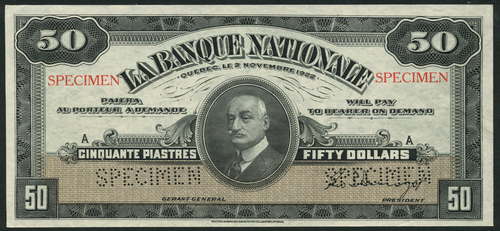 50 50
LA BANQUE NATIONALE
SPECIMEN SPECIMEN
QUÉBEC, LE 2 NOVEMBRE 1922
PAIERA WILL PAY
AU PORTEUR A DEMANDE TO BEARER ON DEMAND
A A
CINQUANTE PIASTRES FIFTY DOLLARS
SPECIMEN SPECIMEN
50 50
GERANT-GENERAL PRESIDENT